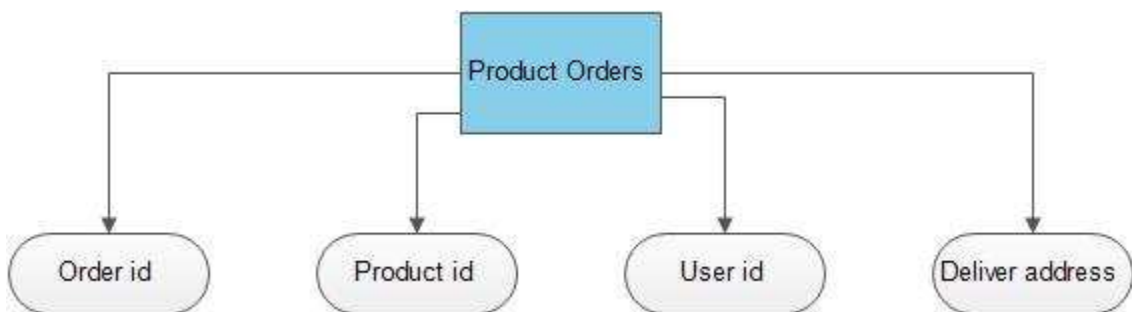 Product Orders
Order id
Product id
User id
Deliver address